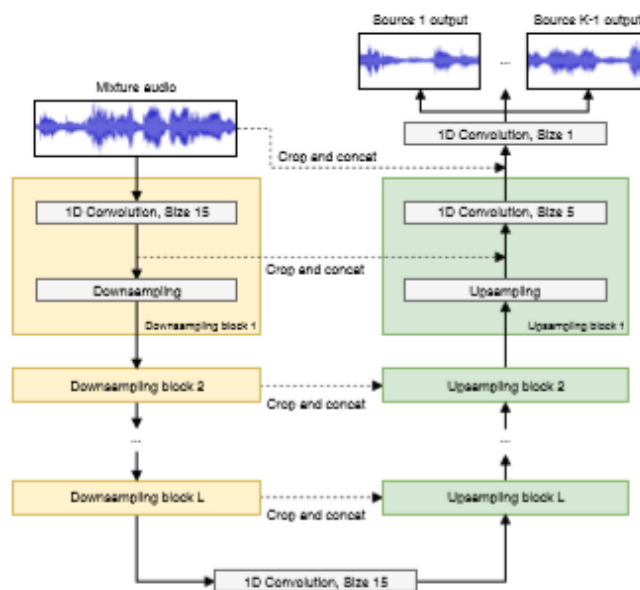 Source 1 output
Source K-1 output
...
Mixture audio
1D Convolution, Size 1
Crop and concat
1D Convolution, Size 15
1D Convolution, Size 5
Crop and concat
Downsampling
Upsampling
Downsampling block 1
Upsampling block 1
Downsampling block 2
Upsampling block 2
Crop and concat
...
...
Downsampling block L
Upsampling block L
Crop and concat
1D Convolution, Size 15